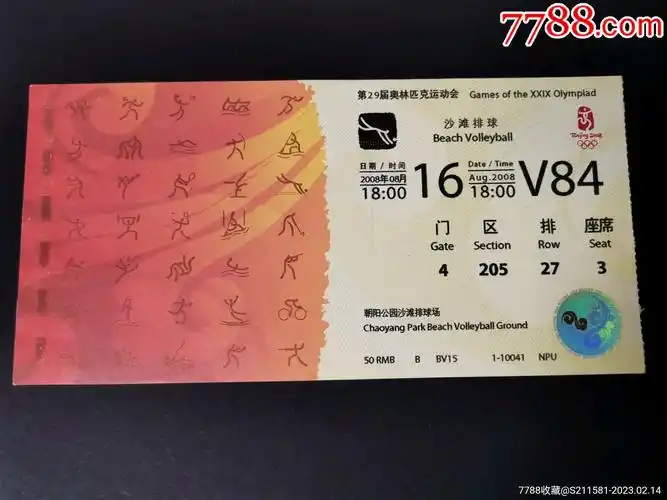 7788.com
第29届奥林匹克运动会 Games of the XXIX Olympiad
沙滩排球
Beach Volleyball
Beijing 2008
日期 / 时间
2008年08月
18:00
16
Date / Time
Aug.2008
18:00
V84
门 区 排 座席
Gate Section Row Seat
4 205 27 3
朝阳公园沙滩排球场
Chaoyang Park Beach Volleyball Ground
50 RMB B BV15 1-10041 NPU
7788收藏@S211581-2023.02.14